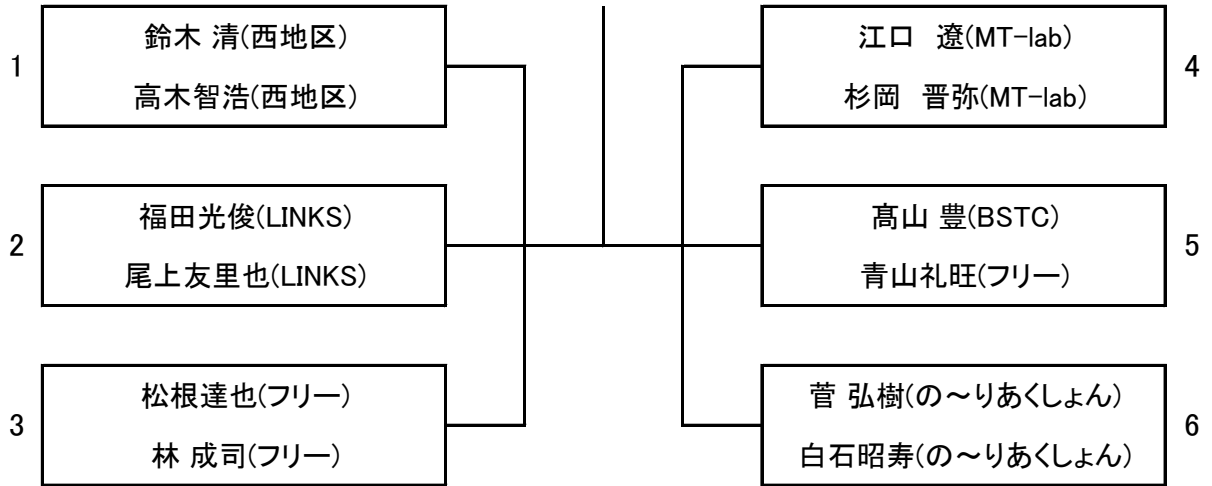 1
鈴木 清(西地区)
高木智浩(西地区)
2
福田光俊(LINKS)
尾上友里也(LINKS)
3
松根達也(フリー)
林 成司(フリー)
江口　遼(MT-lab)
杉岡　晋弥(MT-lab)
4
髙山 豊(BSTC)
青山礼旺(フリー)
5
菅 弘樹(の～りあくしょん)
白石昭寿(の～りあくしょん)
6